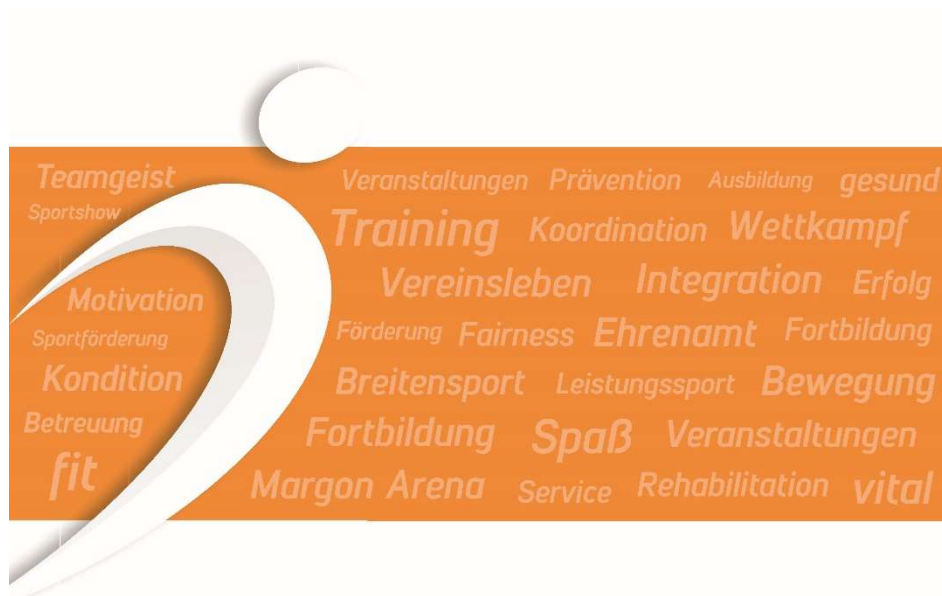 Teamgeist Veranstaltungen Prävention Ausbildung gesund
Sportshow Training Koordination Wettkampf
Vereinsleben Integration Erfolg
Motivation
Sportförderung Förderung Fairness Ehrenamt Fortbildung
Kondition Breitensport Leistungssport Bewegung
Betreuung Fortbildung Spaß Veranstaltungen
fit Margon Arena Service Rehabilitation vital